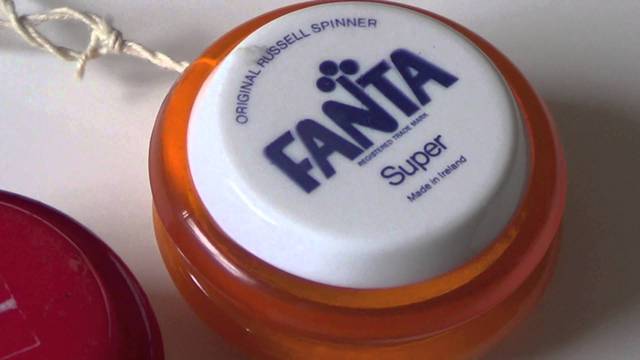 ORIGINAL RUSSELL SPINNER
FANTA
REGISTERED TRADE MARK
Super
Made in Ireland